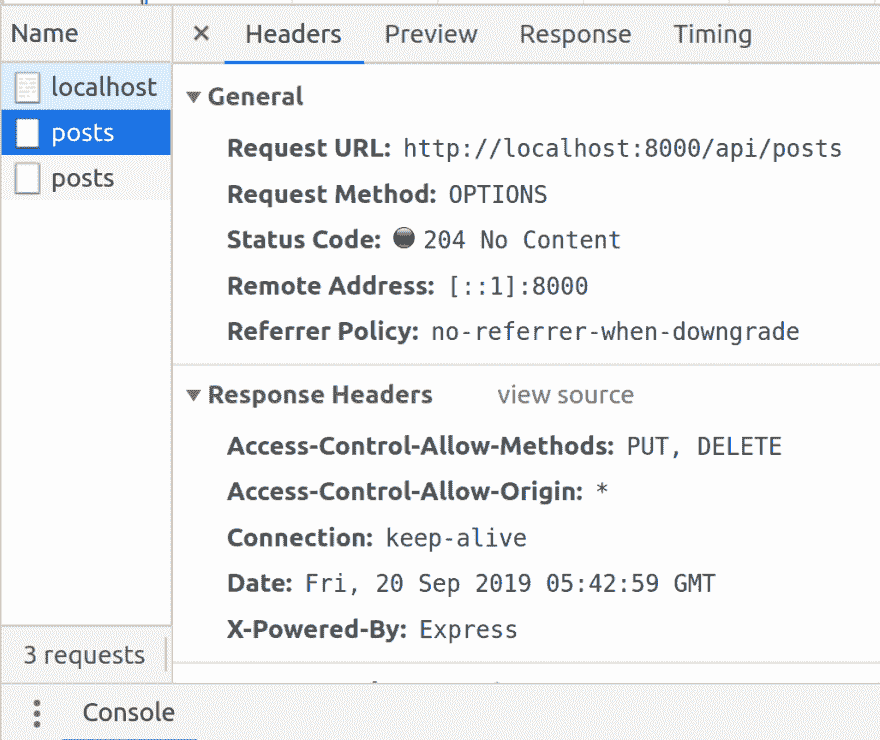 Name
× Headers Preview Response Timing
localhost
posts
posts
General
Request URL: http://localhost:8000/api/posts
Request Method: OPTIONS
Status Code: 204 No Content
Remote Address: [::1]:8000
Referrer Policy: no-referrer-when-downgrade
Response Headers view source
Access-Control-Allow-Methods: PUT, DELETE
Access-Control-Allow-Origin: *
Connection: keep-alive
Date: Fri, 20 Sep 2019 05:42:59 GMT
X-Powered-By: Express
3 requests
Console